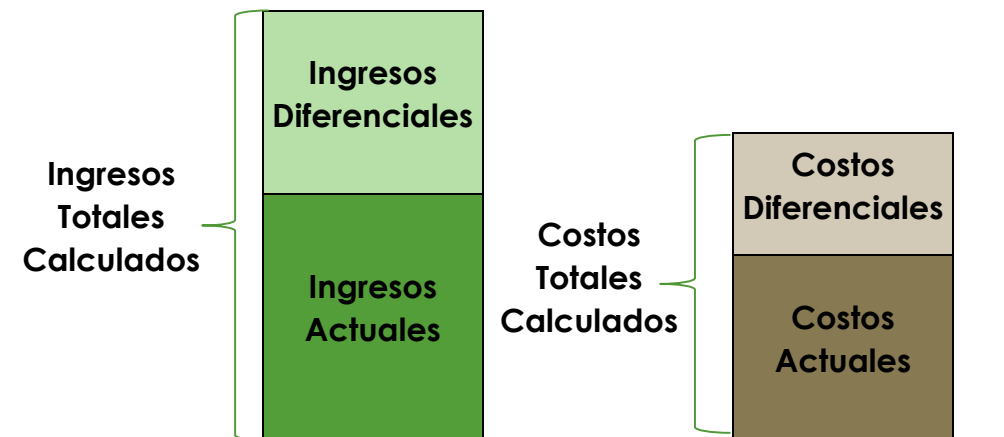 Ingresos
Totales
Calculados
Ingresos
Diferenciales
Ingresos
Actuales
Costos
Totales
Calculados
Costos
Diferenciales
Costos
Actuales